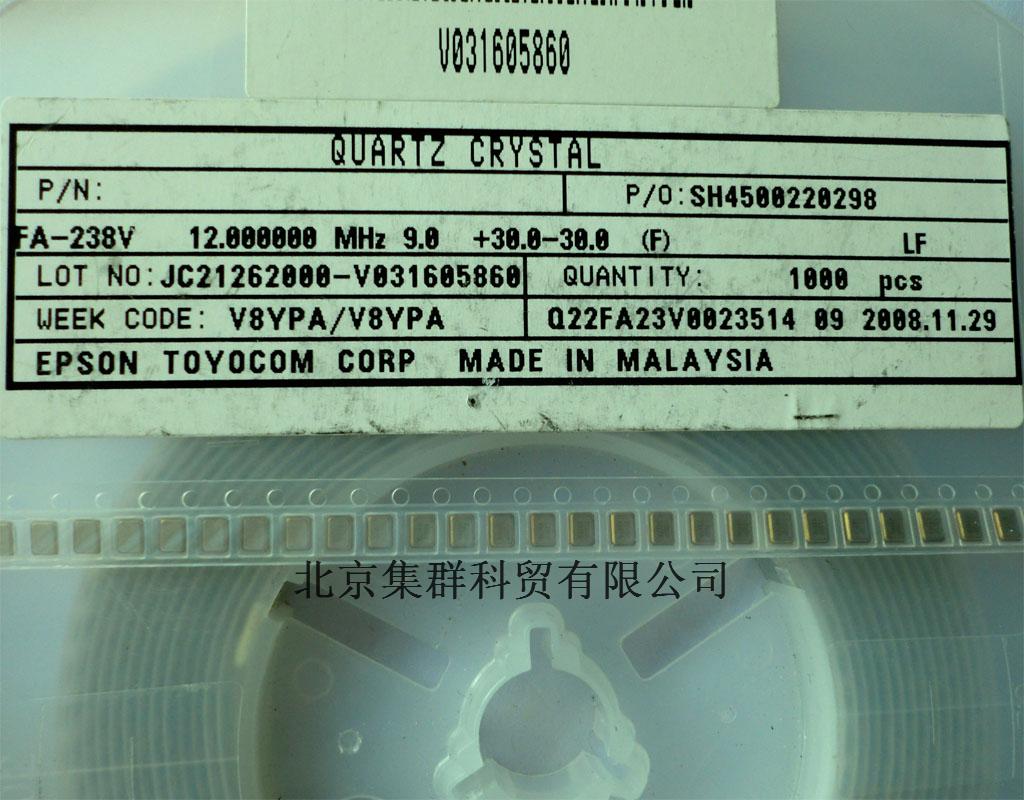 V031605860
QUARTZ CRYSTAL
P/N:
P/O:SH4500220298
FA-238V 12.000000 MHz 9.0 +30.0-30.0 (F) LF
LOT NO:JC21262000-V031605860 QUANTITY: 1000 pcs
WEEK CODE: V8YPA/V8YPA Q22FA23V0023514 09 2008.11.29
EPSON TOYOCOM CORP MADE IN MALAYSIA
北京集群科贸有限公司